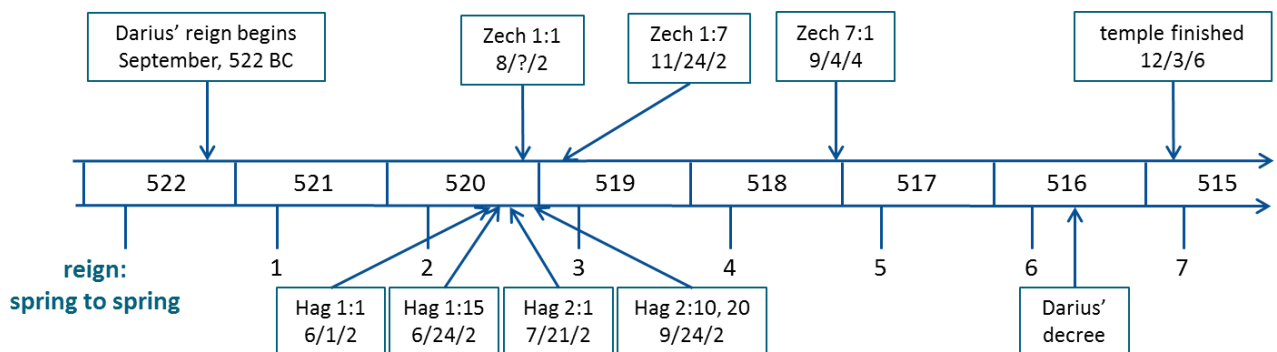 Darius’ reign begins
September, 522 BC
Zech 1:1
8/?/2
Zech 1:7
11/24/2
Zech 7:1
9/4/4
temple finished
12/3/6
522
521
520
519
518
517
516
515
reign:
spring to spring
1
2
3
4
5
6
7
Hag 1:1
6/1/2
Hag 1:15
6/24/2
Hag 2:1
7/21/2
Hag 2:10, 20
9/24/2
Darius’
decree